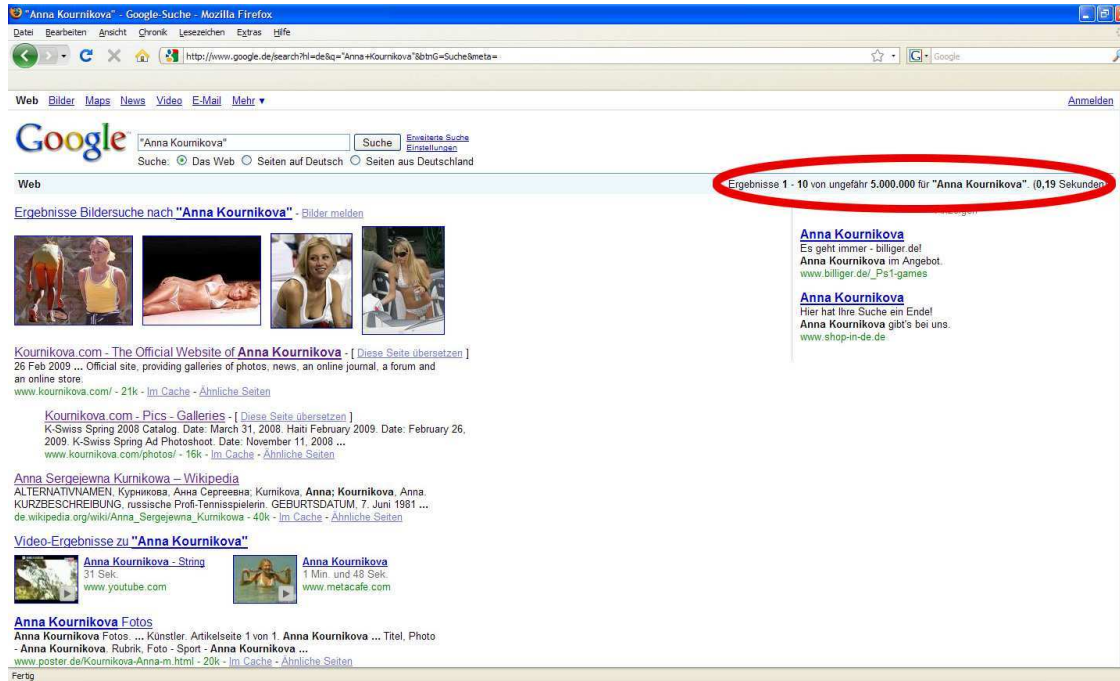 "Anna Kournikova" - Google-Suche - Mozilla Firefox
Datei Bearbeiten Ansicht Chronik Lesezeichen Extras Hilfe
http://www.google.de/search?hl=de&q="Anna+Kournikova"&btnG=Suche&meta=
Google
Web Bilder Maps News Video E-Mail Mehr ▼
Anmelden
Google
"Anna Kournikova"
Suche
Erweiterte Suche
Einstellungen
Suche: Das Web Seiten auf Deutsch Seiten aus Deutschland
Web
Ergebnisse 1 - 10 von ungefähr 5.000.000 für "Anna Kournikova". (0,19 Sekunden)
Ergebnisse Bildersuche nach "Anna Kournikova" - Bilder melden
Kournikova.com - The Official Website of Anna Kournikova - [ Diese Seite übersetzen ]
26 Feb 2009 ... Official site, providing galleries of photos, news, an online journal, a forum and
an online store.
www.kournikova.com/ - 21k - Im Cache - Ähnliche Seiten
Kournikova.com - Pics - Galleries - [ Diese Seite übersetzen ]
K-Swiss Spring 2008 Catalog. Date: March 31, 2008. Haiti February 2009. Date: February 26,
2009. K-Swiss Spring Ad Photoshoot. Date: November 11, 2008 ...
www.kournikova.com/photos/ - 16k - Im Cache - Ähnliche Seiten
Anna Sergejewna Kurnikowa – Wikipedia
ALTERNATIVNAMEN, Курникова, Анна Сергеевна; Kurnikova, Anna; Kournikova, Anna.
KURZBESCHREIBUNG, russische Profi-Tennisspielerin. GEBURTSDATUM, 7. Juni 1981 ...
de.wikipedia.org/wiki/Anna_Sergejewna_Kurnikowa - 40k - Im Cache - Ähnliche Seiten
Video-Ergebnisse zu "Anna Kournikova"
Anna Kournikova - String
31 Sek.
www.youtube.com
Anna Kournikova
1 Min. und 48 Sek.
www.metacafe.com
Anna Kournikova Fotos
Anna Kournikova Fotos. ... Künstler. Artikelseite 1 von 1. Anna Kournikova ... Titel, Photo
- Anna Kournikova. Rubrik, Foto - Sport - Anna Kournikova ...
www.poster.de/Kournikova-Anna-m.html - 20k - Im Cache - Ähnliche Seiten
Anna Kournikova
Es geht immer - billiger.de!
Anna Kournikova im Angebot.
www.billiger.de/_Ps1-games
Anna Kournikova
Hier hat Ihre Suche ein Ende!
Anna Kournikova gibt's bei uns.
www.shop-in-de.de
Fertig